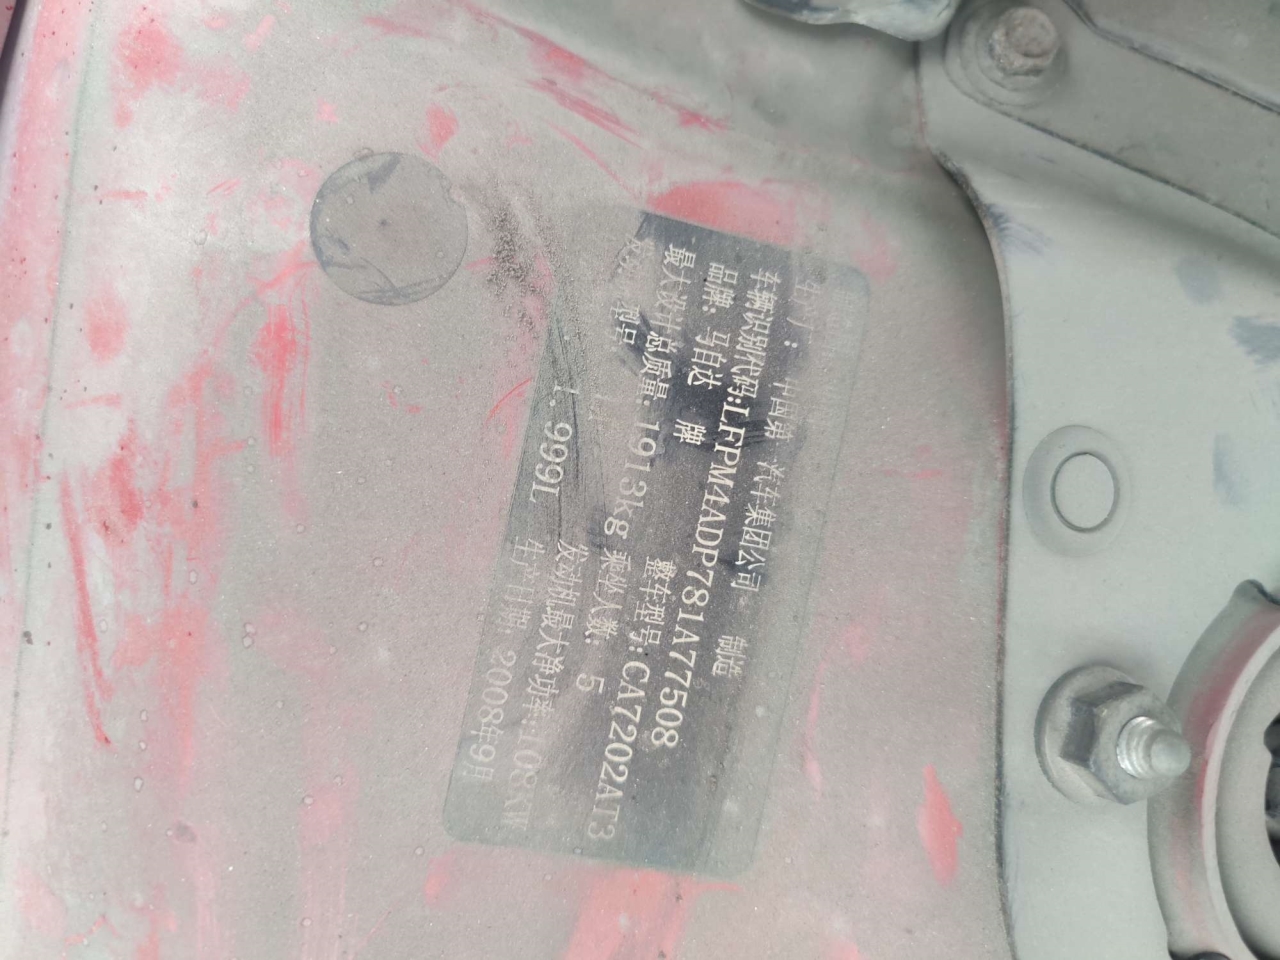 中国第一汽车集团公司 制造
车辆识别代码:LFPM4ADP781A77508
品牌: 马自达 牌 整车型号: CA7202AT3
最大设计总质量: 1913kg 乘坐人数: 5
型号 发动机最大净功率:108KW
1.999L 生产日期: 2008年9月